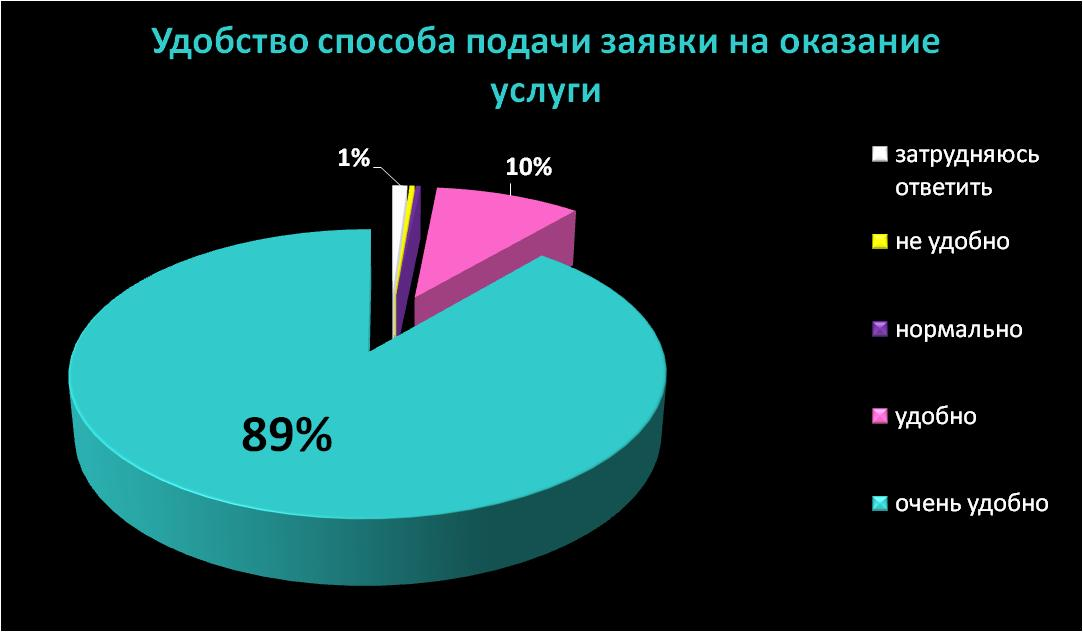 Удобство способа подачи заявки на оказание
услуги
1%
10%
89%
затрудняюсь
ответить
не удобно
нормально
удобно
очень удобно